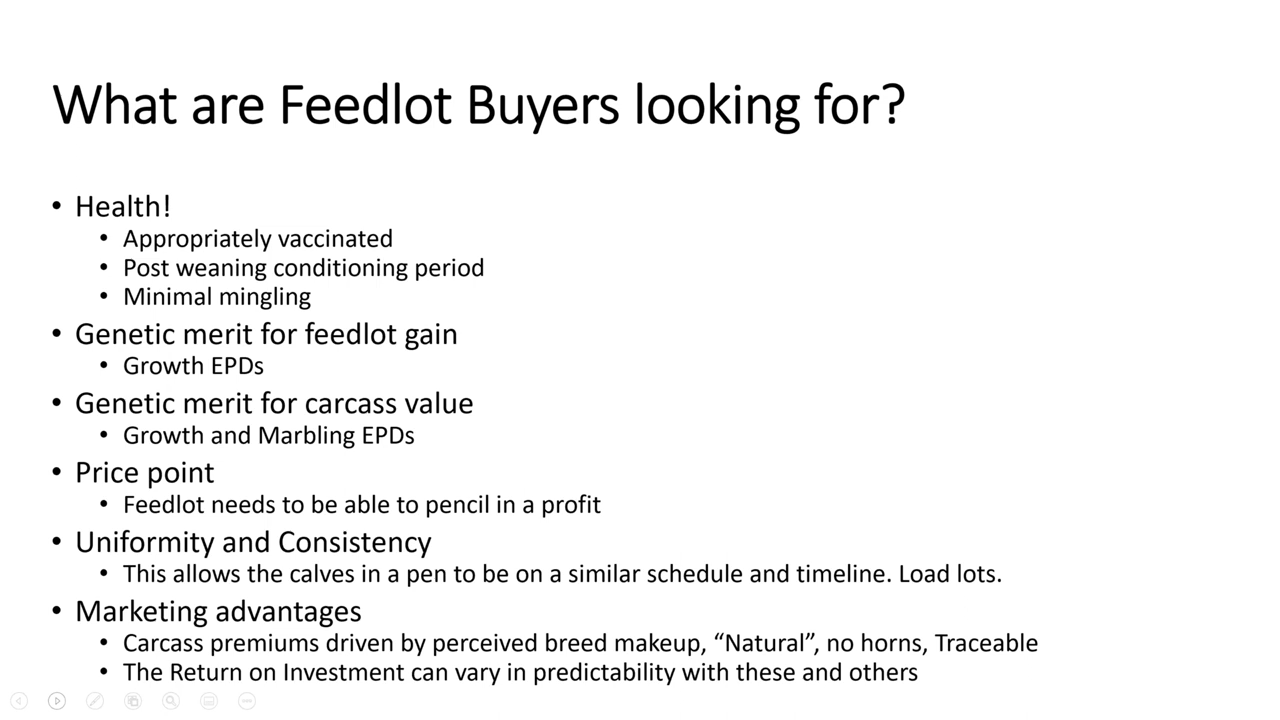 What are Feedlot Buyers looking for?
• Health!
• Appropriately vaccinated
• Post weaning conditioning period
• Minimal mingling
• Genetic merit for feedlot gain
• Growth EPDs
• Genetic merit for carcass value
• Growth and Marbling EPDs
• Price point
• Feedlot needs to be able to pencil in a profit
• Uniformity and Consistency
• This allows the calves in a pen to be on a similar schedule and timeline. Load lots.
• Marketing advantages
• Carcass premiums driven by perceived breed makeup, “Natural”, no horns, Traceable
• The Return on Investment can vary in predictability with these and others